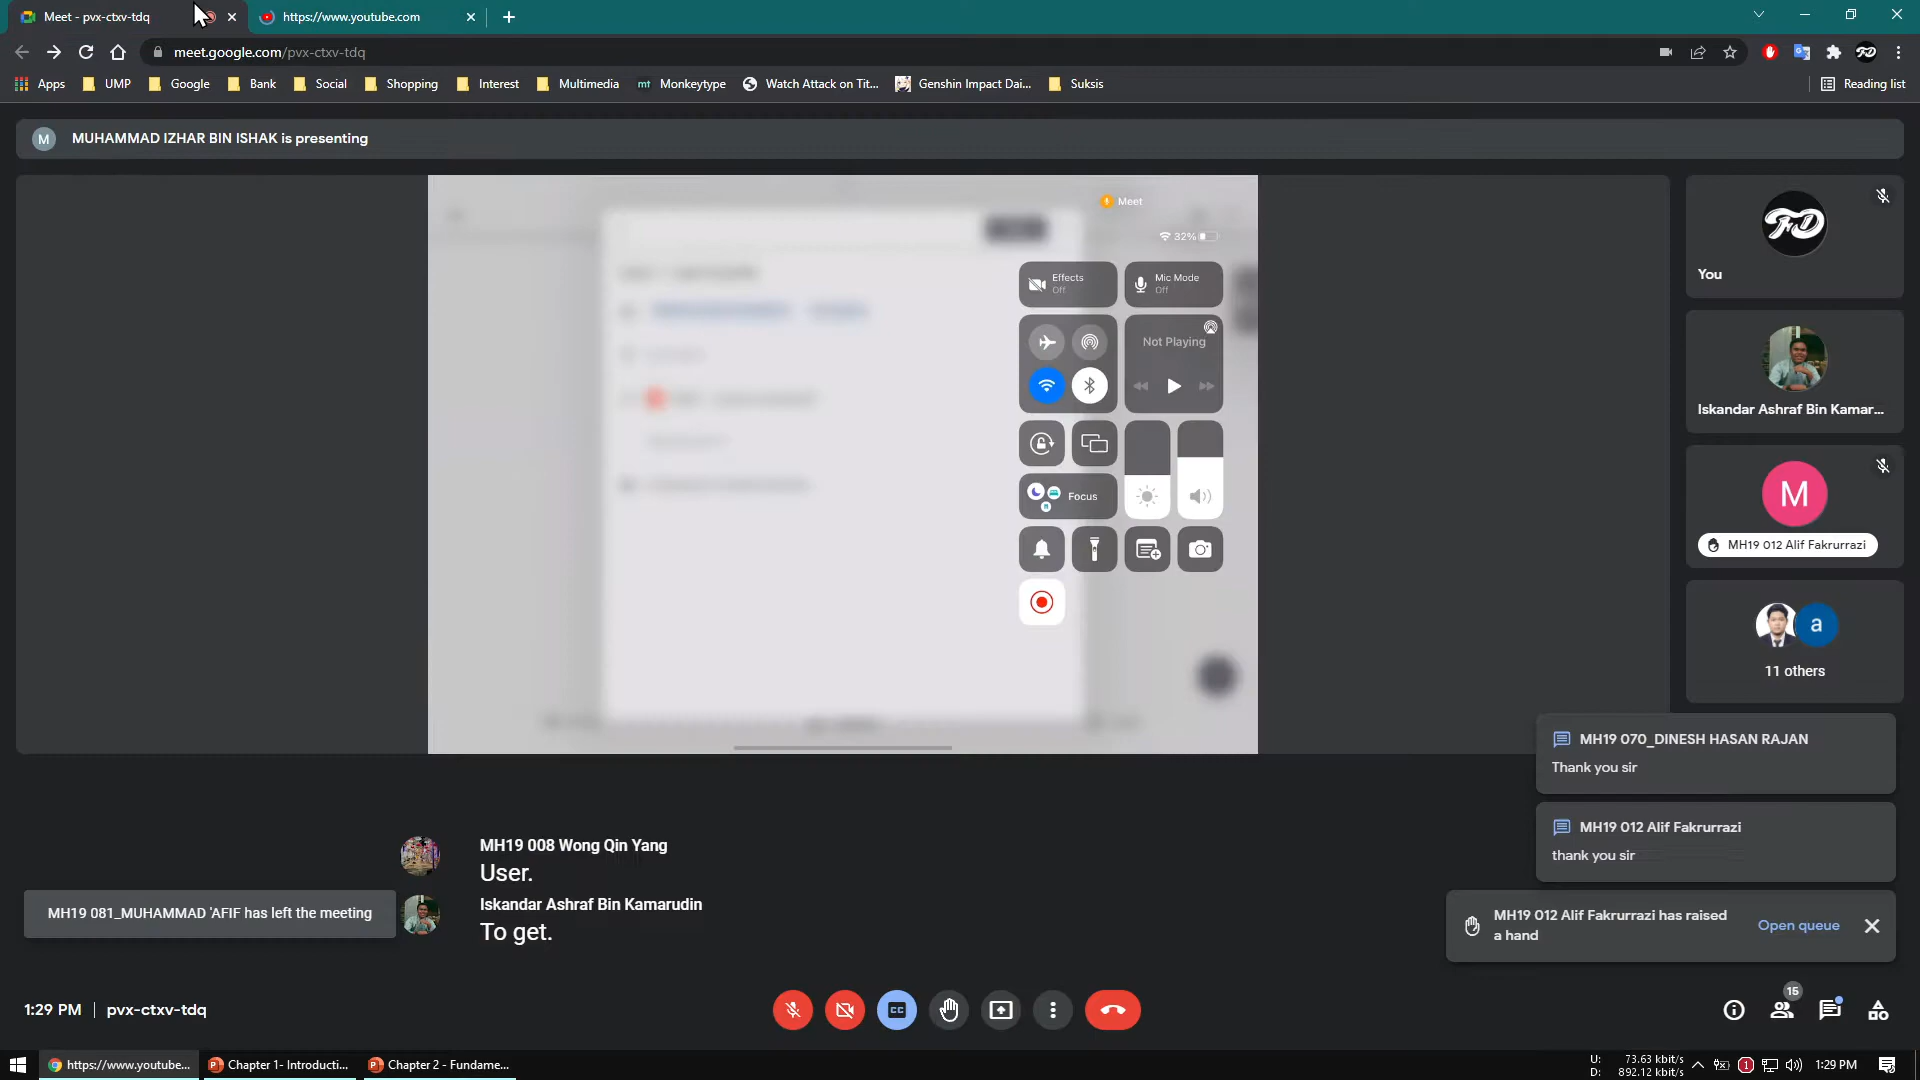 Meet - pvx-ctxv-tdq
https://www.youtube.com
meet.google.com/pvx-ctxv-tdq
Apps UMP Google Bank Social Shopping Interest Multimedia mt Monkeytype Watch Attack on Tit... Genshin Impact Dai... Suksis Reading list
M MUHAMMAD IZHAR BIN ISHAK is presenting
Meet
32%
Effects
Off
Mic Mode
Off
Not Playing
Focus
FD
You
Iskandar Ashraf Bin Kamar...
M
MH19 012 Alif Fakrurrazi
a
11 others
MH19 070_DINESH HASAN RAJAN
Thank you sir
MH19 012 Alif Fakrurrazi
thank you sir
MH19 008 Wong Qin Yang
User.
Iskandar Ashraf Bin Kamarudin
To get.
MH19 081_MUHAMMAD 'AFIF has left the meeting
MH19 012 Alif Fakrurrazi has raised
a hand
Open queue
1:29 PM | pvx-ctxv-tdq
CC
15
https://www.youtube... Chapter 1- Introducti... Chapter 2 - Fundame...
U: 73.63 kbit/s
D: 892.12 kbit/s
1
1:29 PM